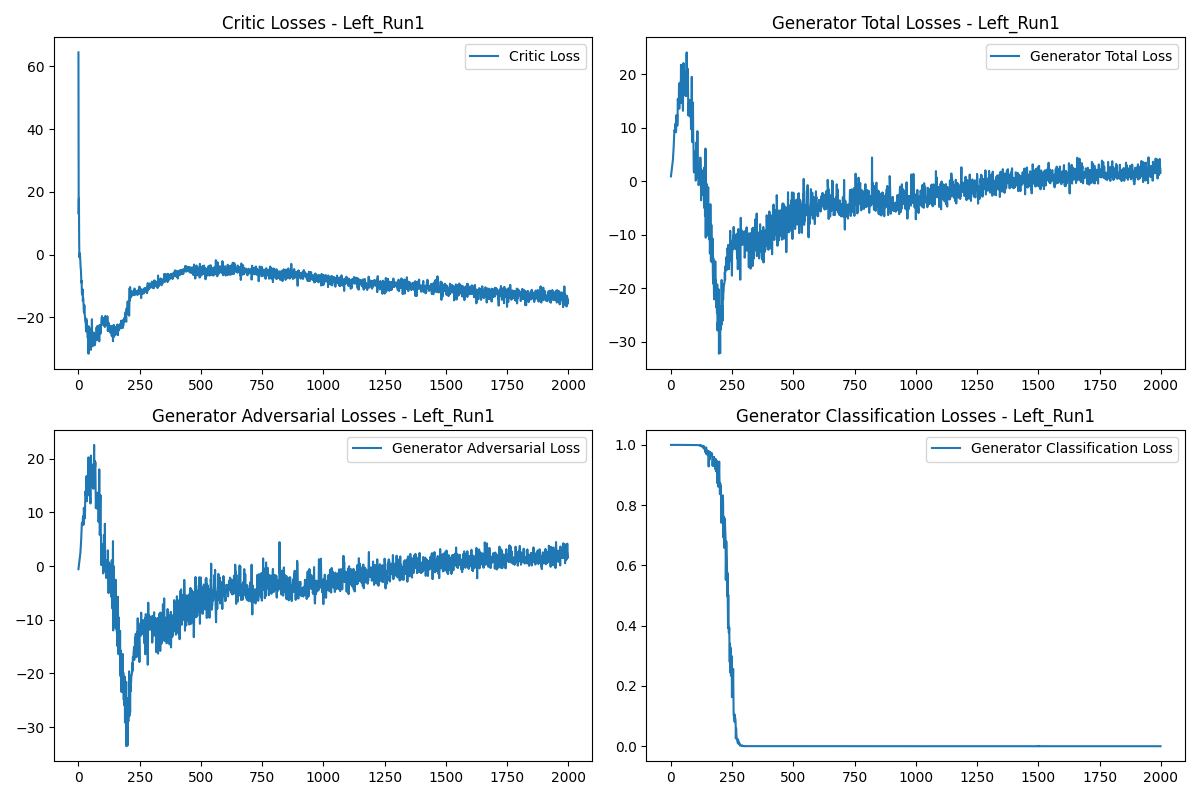 Critic Losses - Left_Run1
Critic Loss
60
40
20
0
−20
0 250 500 750 1000 1250 1500 1750 2000
Generator Total Losses - Left_Run1
Generator Total Loss
20
10
0
−10
−20
−30
0 250 500 750 1000 1250 1500 1750 2000
Generator Adversarial Losses - Left_Run1
Generator Adversarial Loss
20
10
0
−10
−20
−30
0 250 500 750 1000 1250 1500 1750 2000
Generator Classification Losses - Left_Run1
Generator Classification Loss
1.0
0.8
0.6
0.4
0.2
0.0
0 250 500 750 1000 1250 1500 1750 2000